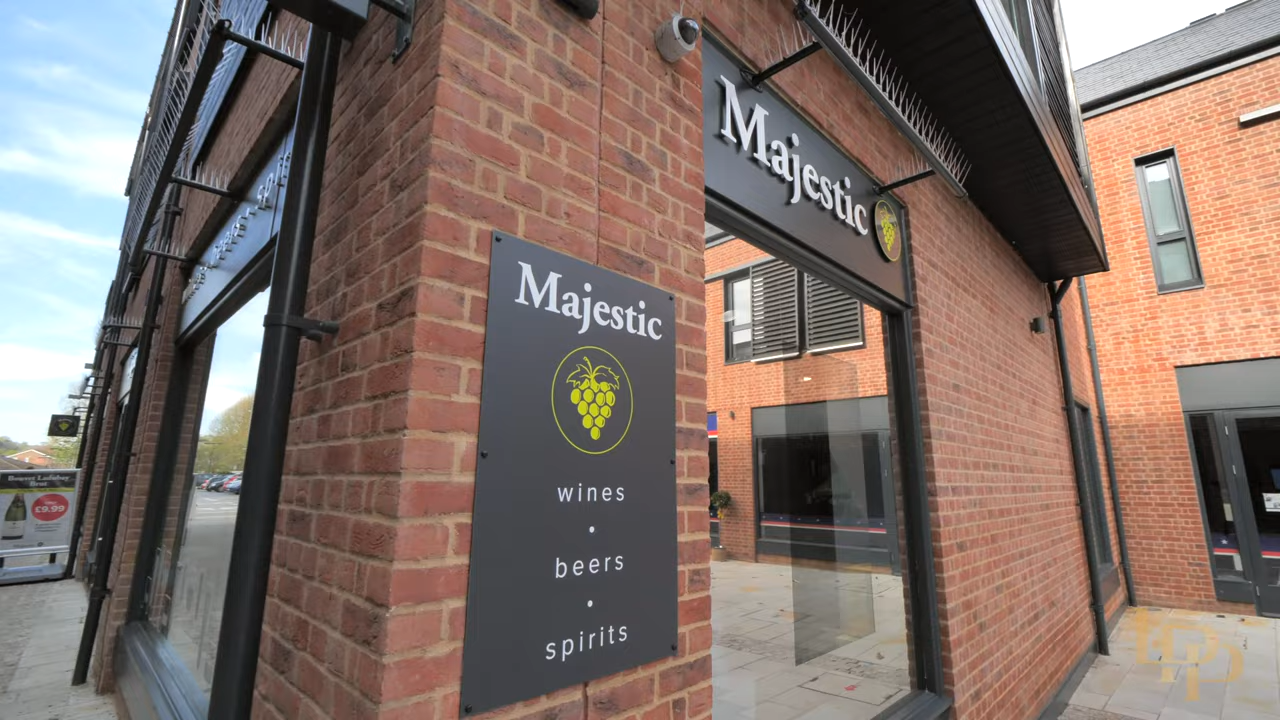 Majestic
Majestic
wines
•
beers
•
spirits
£9.99